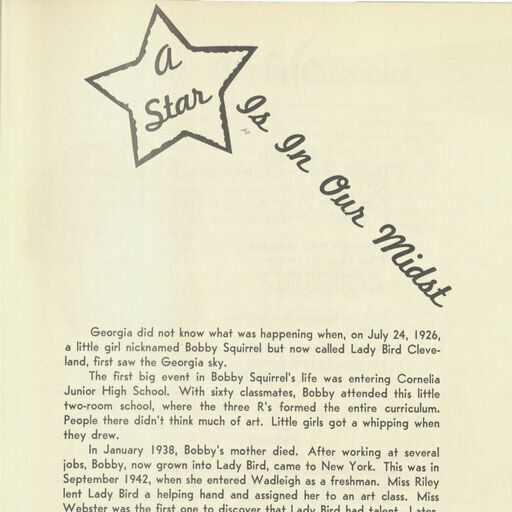 A
Star
Is In Our Midst
Georgia did not know what was happening when, on July 24, 1926,
a little girl nicknamed Bobby Squirrel but now called Lady Bird Cleve-
land, first saw the Georgia sky.
The first big event in Bobby Squirrel's life was entering Cornelia
Junior High School. With sixty classmates, Bobby attended this little
two-room school, where the three R's formed the entire curriculum.
People there didn't think much of art. Little girls got a whipping when
they drew.
In January 1938, Bobby's mother died. After working at several
jobs, Bobby, now grown into Lady Bird, came to New York. This was in
September 1942, when she entered Wadleigh as a freshman. Miss Riley
lent Lady Bird a helping hand and assigned her to an art class. Miss
Webster was the first one to discover that Lady Bird had talent. Later,